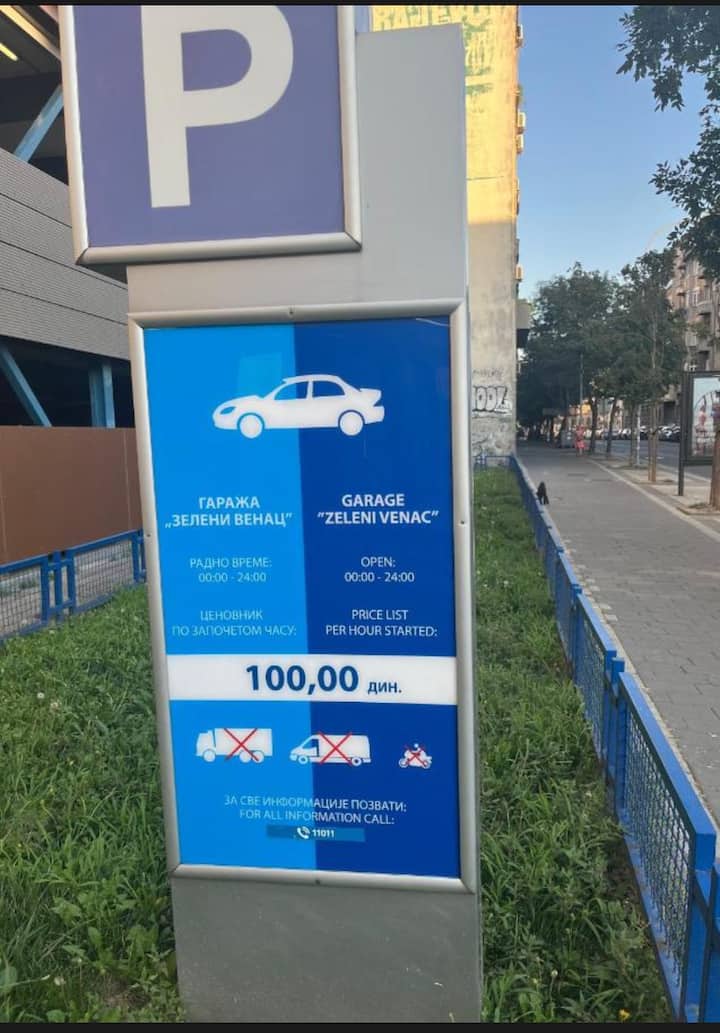 P
ГАРАЖА
„ЗЕЛЕНИ ВЕНАЦ”
РАДНО ВРЕМЕ:
00:00 - 24:00
ЦЕНОВНИК
ПО ЗАПОЧЕТОМ ЧАСУ:
GARAGE
”ZELENI VENAC”
OPEN:
00:00 - 24:00
PRICE LIST
PER HOUR STARTED:
100,00 дин.
ЗА СВЕ ИНФОРМАЦИЈЕ ПОЗВАТИ:
FOR ALL INFORMATION CALL:
11011